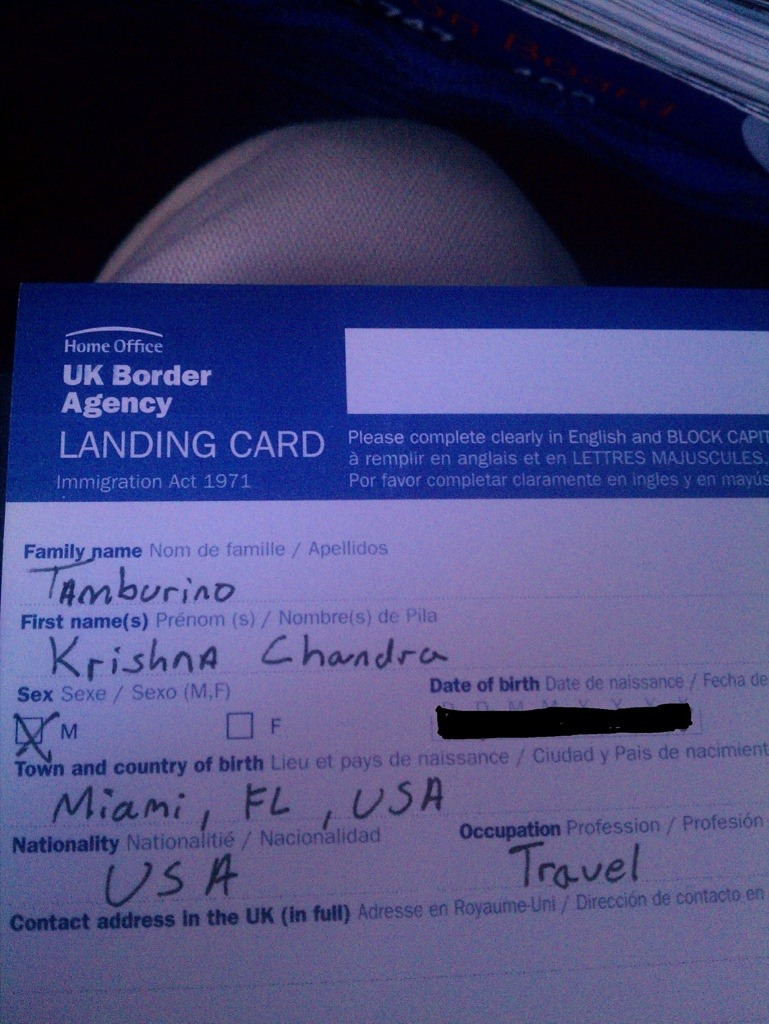 on Board
747 - 400
Home Office
UK Border
Agency
LANDING CARD
Immigration Act 1971
Please complete clearly in English and BLOCK CAPIT
à remplir en anglais et en LETTRES MAJUSCULES.
Por favor completar claramente en ingles y en mayús
Family name Nom de famille / Apellidos
Tamburino
First name(s) Prénom (s) / Nombre(s) de Pila
Krishna Chandra
Sex Sexe / Sexo (M,F)
Date of birth Date de naissance / Fecha de
M F
Town and country of birth Lieu et pays de naissance / Ciudad y Pais de nacimient
Miami, FL, USA
Nationality Nationalitié / Nacionalidad
Occupation Profession / Profesión
USA
Travel
Contact address in the UK (in full) Adresse en Royaume-Uni / Dirección de contacto en